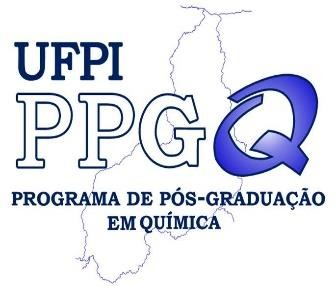 UFPI
PPGQ
PROGRAMA DE PÓS-GRADUAÇÃO
EM QUÍMICA